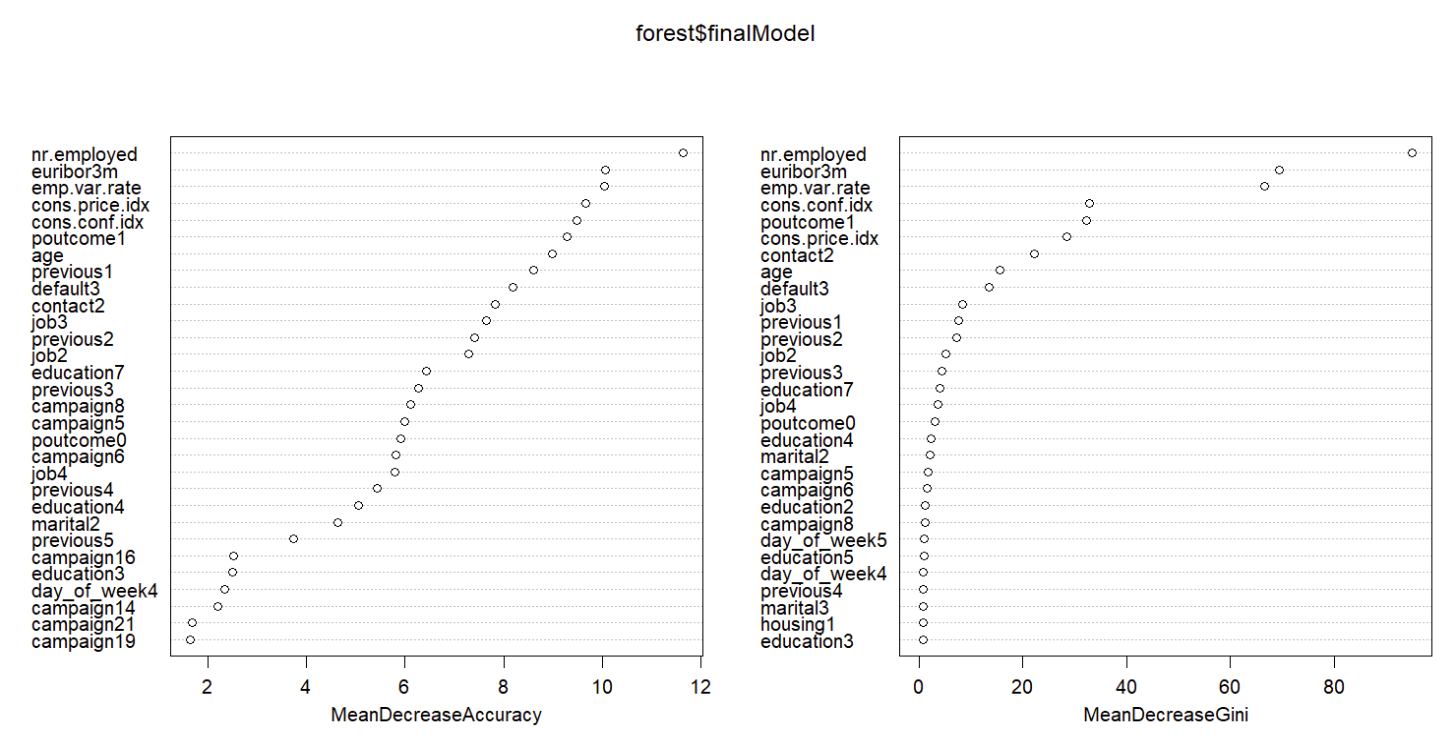 forest$finalModel
nr.employed
euribor3m
emp.var.rate
cons.price.idx
cons.conf.idx
poutcome1
age
previous1
default3
contact2
job3
previous2
job2
education7
previous3
campaign8
campaign5
poutcome0
campaign6
job4
previous4
education4
marital2
previous5
campaign16
education3
day_of_week4
campaign14
campaign21
campaign19
2 4 6 8 10 12
MeanDecreaseAccuracy
nr.employed
euribor3m
emp.var.rate
cons.conf.idx
poutcome1
cons.price.idx
contact2
age
default3
job3
previous1
previous2
job2
previous3
education7
job4
poutcome0
education4
marital2
campaign5
campaign6
education2
campaign8
day_of_week5
education5
day_of_week4
previous4
marital3
housing1
education3
0 20 40 60 80
MeanDecreaseGini